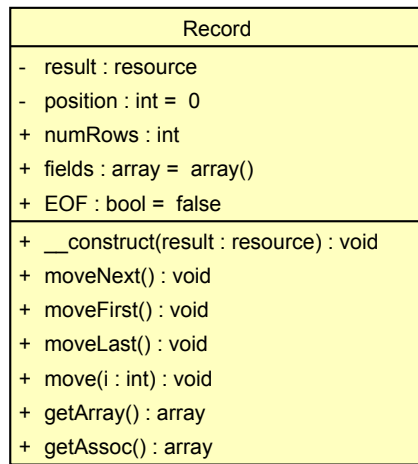 Record
- result : resource
- position : int = 0
+ numRows : int
+ fields : array = array()
+ EOF : bool = false
+ __construct(result : resource) : void
+ moveNext() : void
+ moveFirst() : void
+ moveLast() : void
+ move(i : int) : void
+ getArray() : array
+ getAssoc() : array